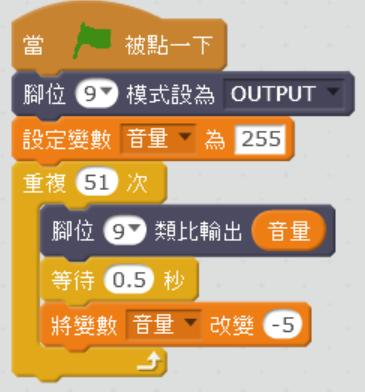 當 被點一下
腳位 9 模式設為 OUTPUT
設定變數 音量 為 255
重複 51 次
腳位 9 類比輸出 音量
等待 0.5 秒
將變數 音量 改變 -5